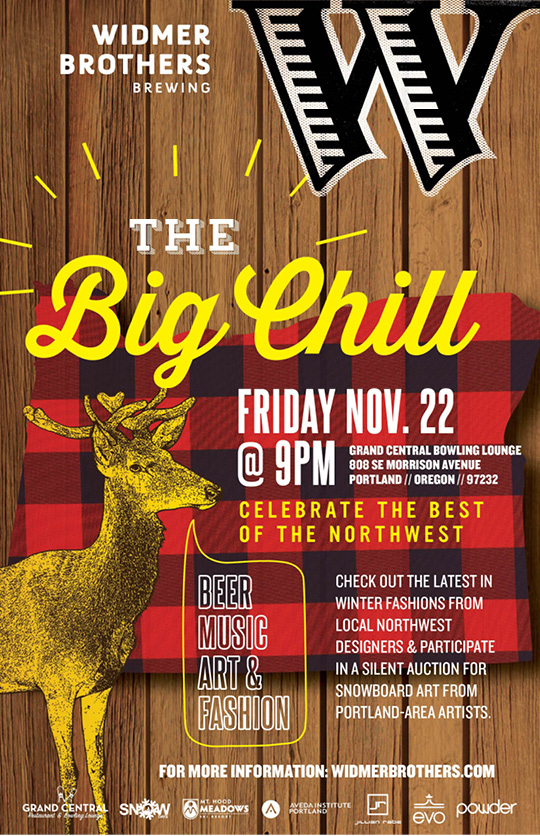 WIDMER
BROTHERS
BREWING
W
THE
Big Chill
FRIDAY NOV. 22
@ 9PM
GRAND CENTRAL BOWLING LOUNGE
808 SE MORRISON AVENUE
PORTLAND // OREGON // 97232
CELEBRATE THE BEST
OF THE NORTHWEST
BEER
MUSIC
ART &
FASHION
CHECK OUT THE LATEST IN
WINTER FASHIONS FROM
LOCAL NORTHWEST
DESIGNERS & PARTICIPATE
IN A SILENT AUCTION FOR
SNOWBOARD ART FROM
PORTLAND-AREA ARTISTS.
FOR MORE INFORMATION: WIDMERBROTHERS.COM
GRAND CENTRAL
Restaurant & Bowling Lounge
SNOW
MT. HOOD
MEADOWS
SKI RESORT
AVEDA INSTITUTE
PORTLAND
evo
powder